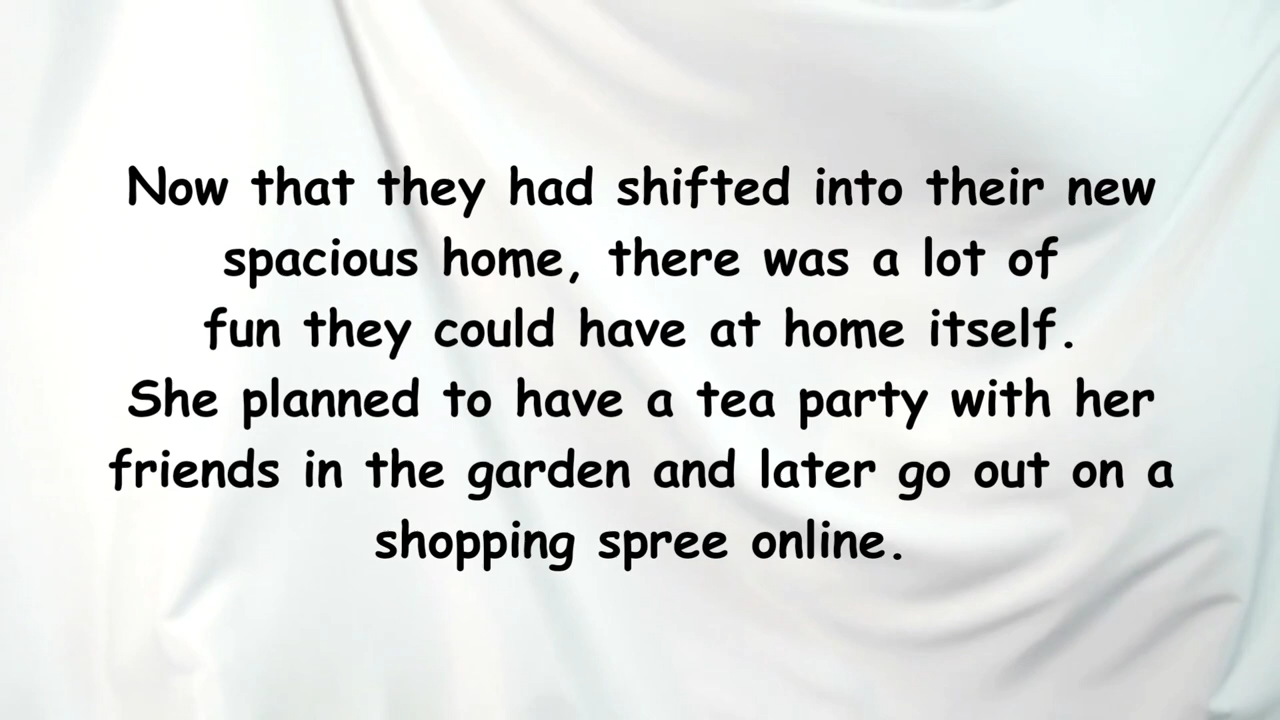 Now that they had shifted into their new
spacious home, there was a lot of
fun they could have at home itself.
She planned to have a tea party with her
friends in the garden and later go out on a
shopping spree online.